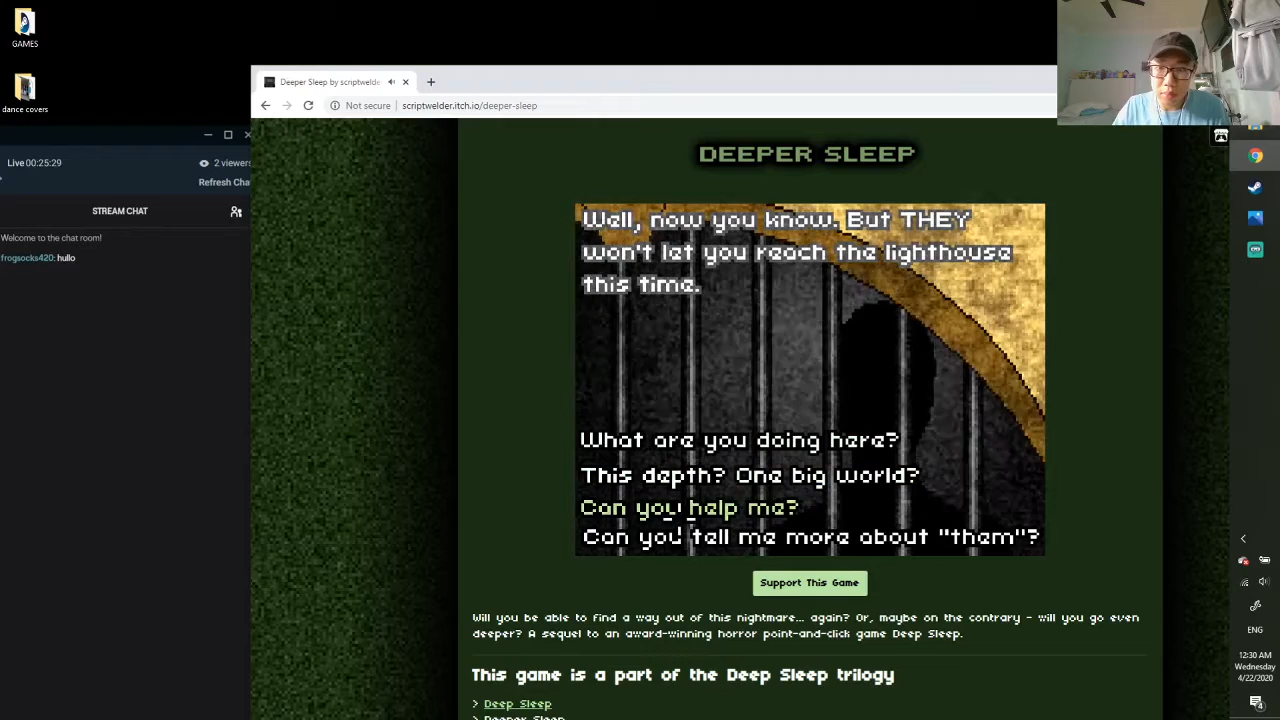 GAMES
dance covers
Deeper Sleep by scriptwelde
Not secure
scriptwelder.itch.io/deeper-sleep
Live 00:25:29
2 viewers
Refresh Cha
STREAM CHAT
Welcome to the chat room!
frogsocks420: hullo
DEEPER SLEEP
Well, now you know. But THEY
won't let you reach the lighthouse
this time.
What are you doing here?
This depth? One big world?
Can you help me?
Can you tell me more about "them"?
Support This Game
Will you be able to find a way out of this nightmare... again? Or, maybe on the contrary - will you go even
deeper? A sequel to an award-winning horror point-and-click game Deep Sleep.
This game is a part of the Deep Sleep trilogy
> Deep Sleep
> Deeper Sleep
ENG
12:30 AM
Wednesday
4/22/2020
4